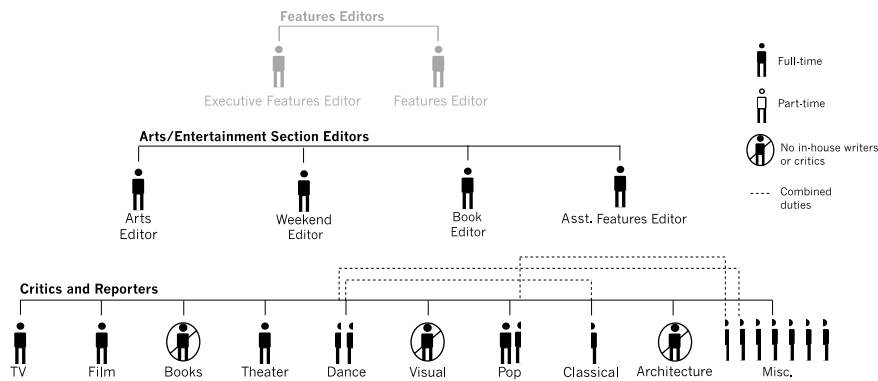 Features Editors
Executive Features Editor
Features Editor
Full-time
Part-time
No in-house writers
or critics
Combined
duties
Arts/Entertainment Section Editors
Arts
Editor
Weekend
Editor
Book
Editor
Asst. Features Editor
Critics and Reporters
TV
Film
Books
Theater
Dance
Visual
Pop
Classical
Architecture
Misc.